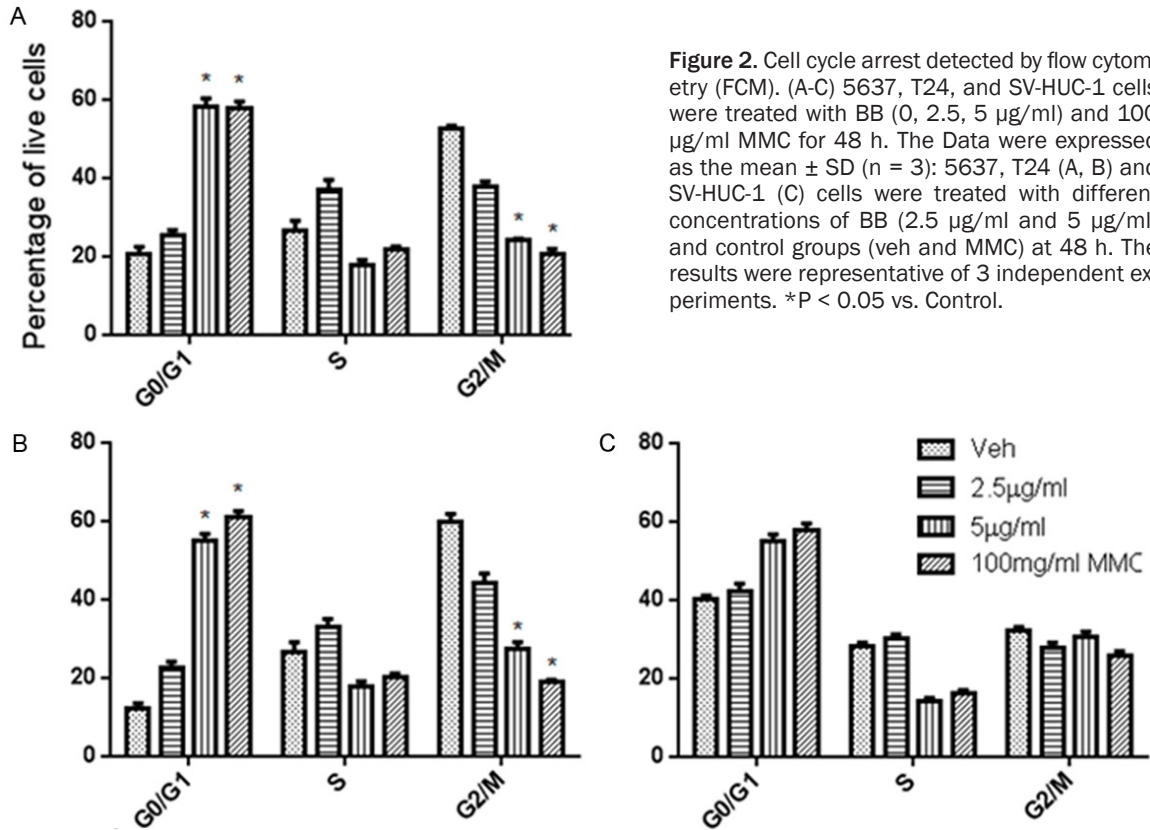 A
80
60
40
20
0
Percentage of live cells
* *
* *
G0/G1 S G2/M
Figure 2. Cell cycle arrest detected by flow cytom
etry (FCM). (A-C) 5637, T24, and SV-HUC-1 cells
were treated with BB (0, 2.5, 5 µg/ml) and 100
µg/ml MMC for 48 h. The Data were expressed
as the mean ± SD (n = 3): 5637, T24 (A, B) and
SV-HUC-1 (C) cells were treated with differen
concentrations of BB (2.5 µg/ml and 5 µg/ml
and control groups (veh and MMC) at 48 h. The
results were representative of 3 independent ex
periments. *P < 0.05 vs. Control.
B
80
60
40
20
0
* *
* *
G0/G1 S G2/M
C
80
60
40
20
0
Veh
2.5µg/ml
5µg/ml
100mg/ml MMC
G0/G1 S G2/M